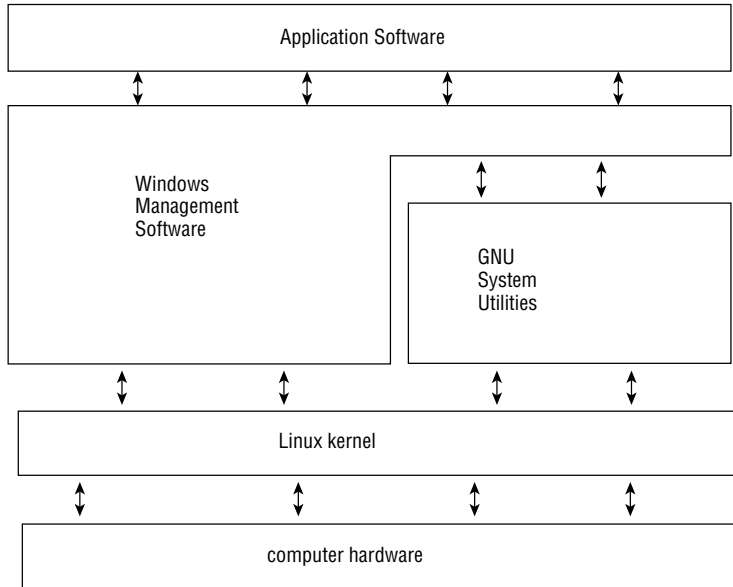 Application Software
Windows
Management
Software
GNU
System
Utilities
Linux kernel
computer hardware